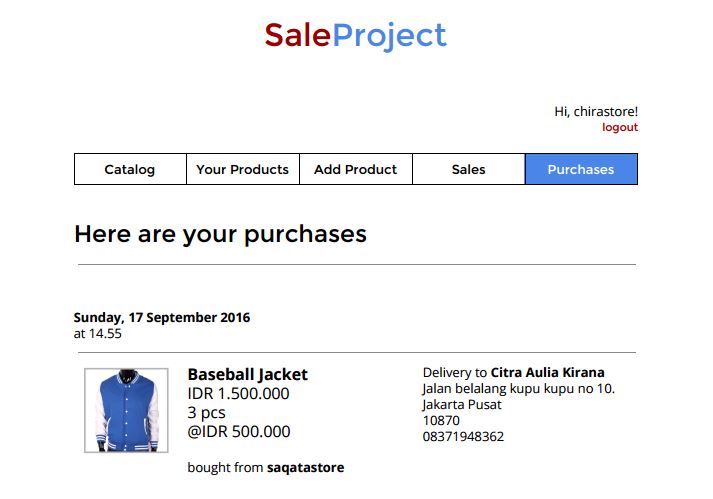 SaleProject
Hi, chirastore!
logout
Catalog
Your Products
Add Product
Sales
Purchases
Here are your purchases
Sunday, 17 September 2016
at 14.55
Baseball Jacket
IDR 1.500.000
3 pcs
@IDR 500.000
bought from saqatastore
Delivery to Citra Aulia Kirana
Jalan belalang kupu kupu no 10.
Jakarta Pusat
10870
08371948362